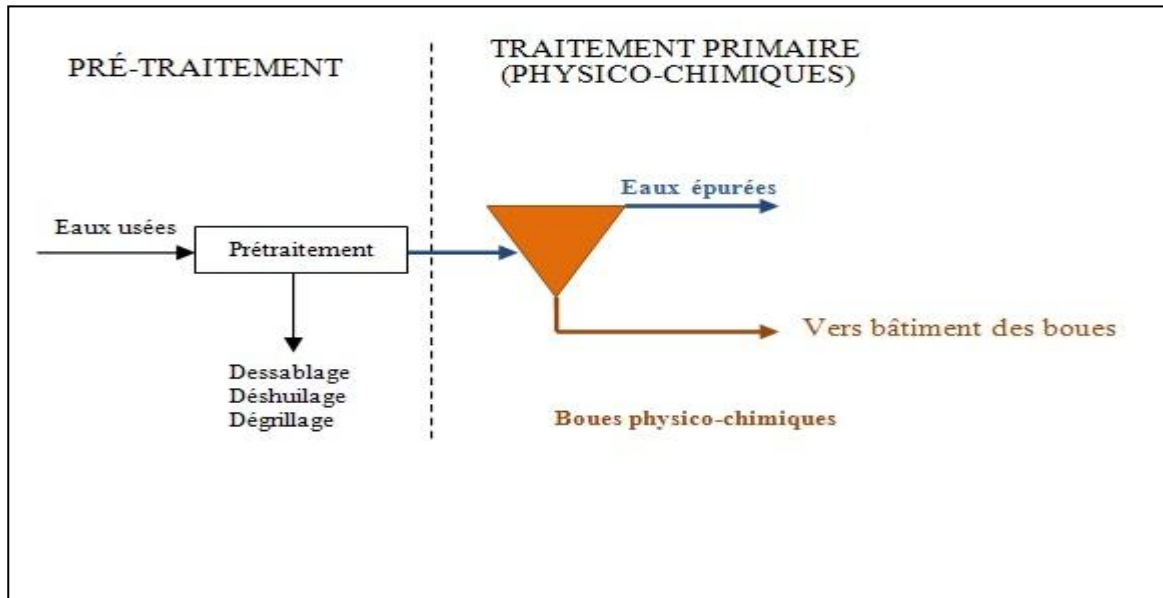 PRÉ-TRAITEMENT
TRAITEMENT PRIMAIRE
(PHYSICO-CHIMIQUES)
Eaux épurées
Eaux usées
Prétraitement
Vers bâtiment des boues
Dessablage
Déshuilage
Dégrillage
Boues physico-chimiques